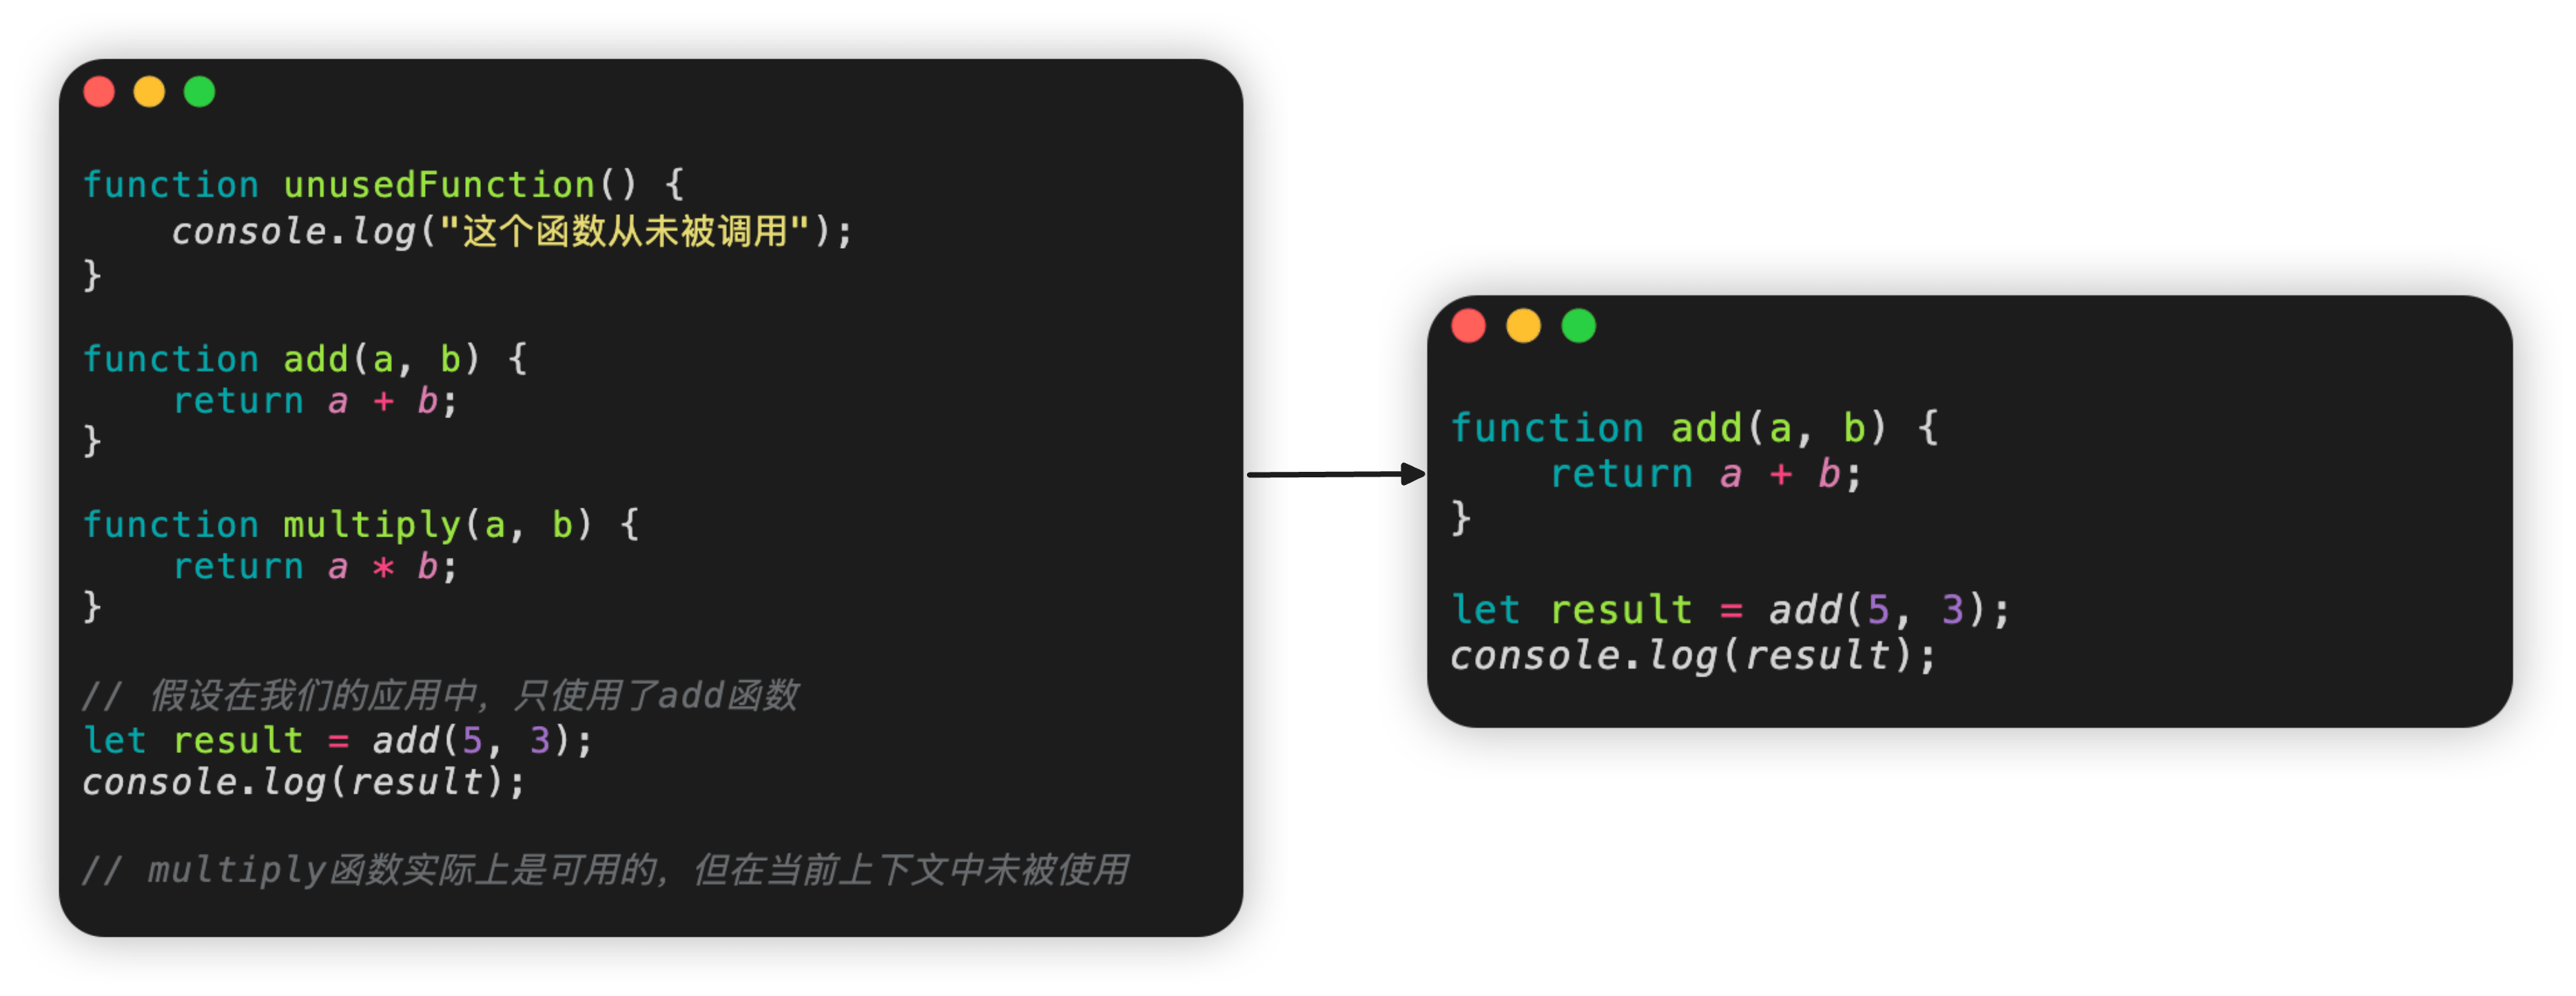 function unusedFunction() {
    console.log("这个函数从未被调用");
}
function add(a, b) {
    return a + b;
}
function multiply(a, b) {
    return a * b;
}
// 假设在我们的应用中，只使用了add函数
let result = add(5, 3);
console.log(result);
// multiply函数实际上是可用的，但在当前上下文中未被使用
function add(a, b) {
    return a + b;
}
let result = add(5, 3);
console.log(result);